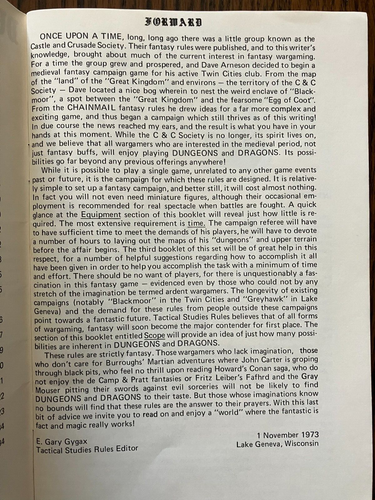 FORWARD
ONCE UPON A TIME, long, long ago there was a little group known as the
Castle and Crusade Society. Their fantasy rules were published, and to this writer's
knowledge, brought about much of the current interest in fantasy wargaming.
For a time the group grew and prospered, and Dave Arneson decided to begin a
medieval fantasy campaign game for his active Twin Cities club. From the map
of the "land" of the "Great Kingdom" and environs — the territory of the C & C
Society — Dave located a nice bog wherein to nest the weird enclave of "Black-
moor", a spot between the "Great Kingdom" and the fearsome "Egg of Coot".
From the CHAINMAIL fantasy rules he drew ideas for a far more complex and
exciting game, and thus began a campaign which still thrives as of this writing!
In due course the news reached my ears, and the result is what you have in your
hands at this moment. While the C & C Society is no longer, its spirit lives on,
and we believe that all wargamers who are interested in the medieval period, not
just fantasy buffs, will enjoy playing DUNGEONS and DRAGONS. Its possi-
bilities go far beyond any previous offerings anywhere!
While it is possible to play a single game, unrelated to any other game events
past or future, it is the campaign for which these rules are designed. It is relative-
ly simple to set up a fantasy campaign, and better still, it will cost almost nothing.
In fact you will not even need miniature figures, although their occasional em-
ployment is recommended for real spectacle when battles are fought. A quick
glance at the Equipment section of this booklet will reveal just how little is re-
quired. The most extensive requirement is time. The campaign referee will have
to have sufficient time to meet the demands of his players, he will have to devote
a number of hours to laying out the maps of his "dungeons" and upper terrain
before the affair begins. The third booklet of this set will be of great help in this
respect, for a number of helpful suggestions regarding how to accomplish it all
have been given in order to help you accomplish the task with a minimum of time
and effort. There should be no want of players, for there is unquestionably a fas-
cination in this fantasy game — evidenced even by those who could not by any
stretch of the imagination be termed ardent wargamers. The longevity of existing
campaigns (notably "Blackmoor" in the Twin Cities and "Greyhawk" in Lake
Geneva) and the demand for these rules from people outside these campaigns
point towards a fantastic future. Tactical Studies Rules believes that of all forms
of wargaming, fantasy will soon become the major contender for first place. The
section of this booklet entitled Scope will provide an idea of just how many possi-
bilities are inherent in DUNGEONS and DRAGONS.
These rules are strictly fantasy. Those wargamers who lack imagination, those
who don't care for Burroughs' Martian adventures where John Carter is groping
through black pits, who feel no thrill upon reading Howard's Conan saga, who do
not enjoy the de Camp & Pratt fantasies or Fritz Leiber's Fafhrd and the Gray
Mouser pitting their swords against evil sorceries will not be likely to find
DUNGEONS and DRAGONS to their taste. But those whose imaginations know
no bounds will find that these rules are the answer to their prayers. With this last
bit of advice we invite you to read on and enjoy a "world" where the fantastic is
fact and magic really works!
E. Gary Gygax
Tactical Studies Rules Editor
1 November 1973
Lake Geneva, Wisconsin